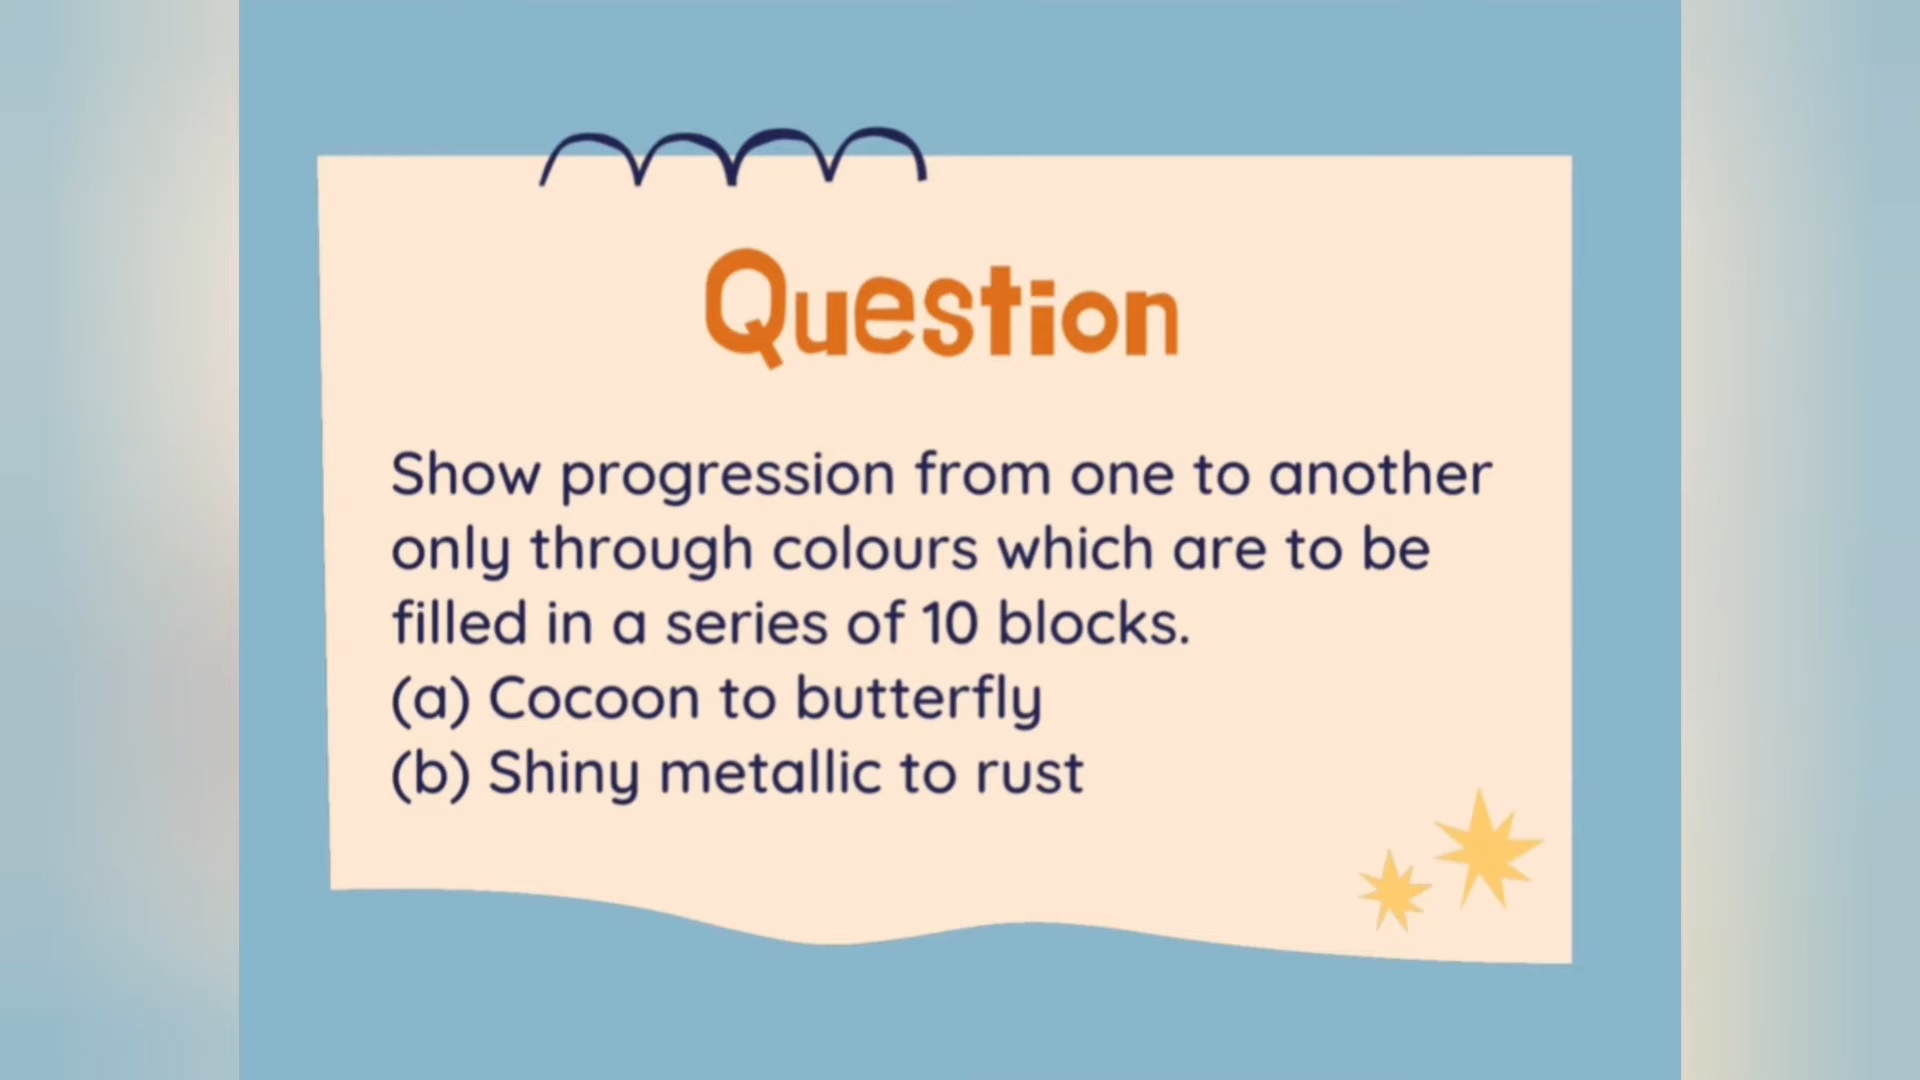 Question
Show progression from one to another
only through colours which are to be
filled in a series of 10 blocks.
(a) Cocoon to butterfly
(b) Shiny metallic to rust